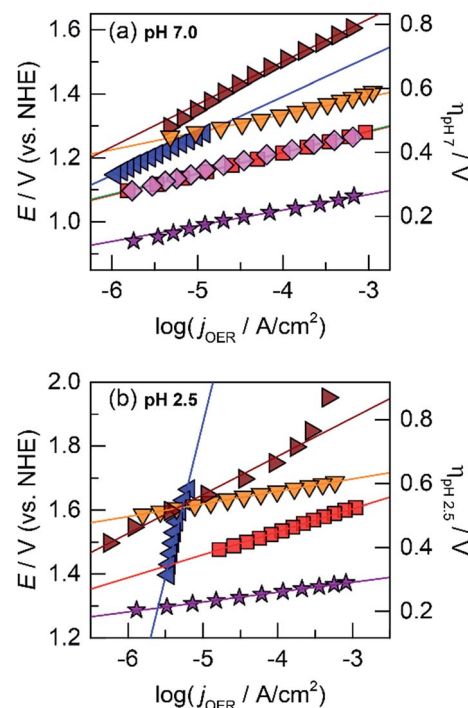 (a) pH 7.0
1.6
1.4
1.2
1.0
E / V (vs. NHE)
0.8
0.6
0.4
0.2
η_pH 7 / V
-6 -5 -4 -3
log(j_OER / A/cm²)
(b) pH 2.5
2.0
1.8
1.6
1.4
1.2
E / V (vs. NHE)
0.8
0.6
0.4
0.2
η_pH 2.5 / V
-6 -5 -4 -3
log(j_OER / A/cm²)